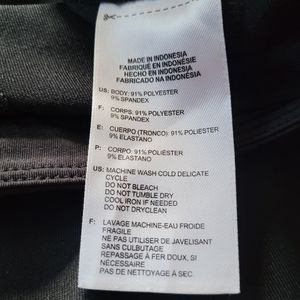 MADE IN INDONESIA
FABRIQUÉ EN INDONÉSIE
HECHO EN INDONESIA
FABRICADO NA INDONÉSIA
US: BODY: 91% POLYESTER
9% SPANDEX
F: CORPS: 91% POLYESTER
9% SPANDEX
E: CUERPO (TRONCO): 91% POLIÉSTER
9% ELASTANO
P: CORPO: 91% POLIÉSTER
9% ELASTANO
US: MACHINE WASH COLD DELICATE
CYCLE
DO NOT BLEACH
DO NOT TUMBLE DRY
COOL IRON IF NEEDED
DO NOT DRYCLEAN
F: LAVAGE MACHINE-EAU FROIDE
FRAGILE
NE PAS UTILISER DE JAVELISANT
SANS CULBUTAGE
REPASSAGE À FER DOUX, SI
NÉCESSAIRE
PAS DE NETTOYAGE À SEC